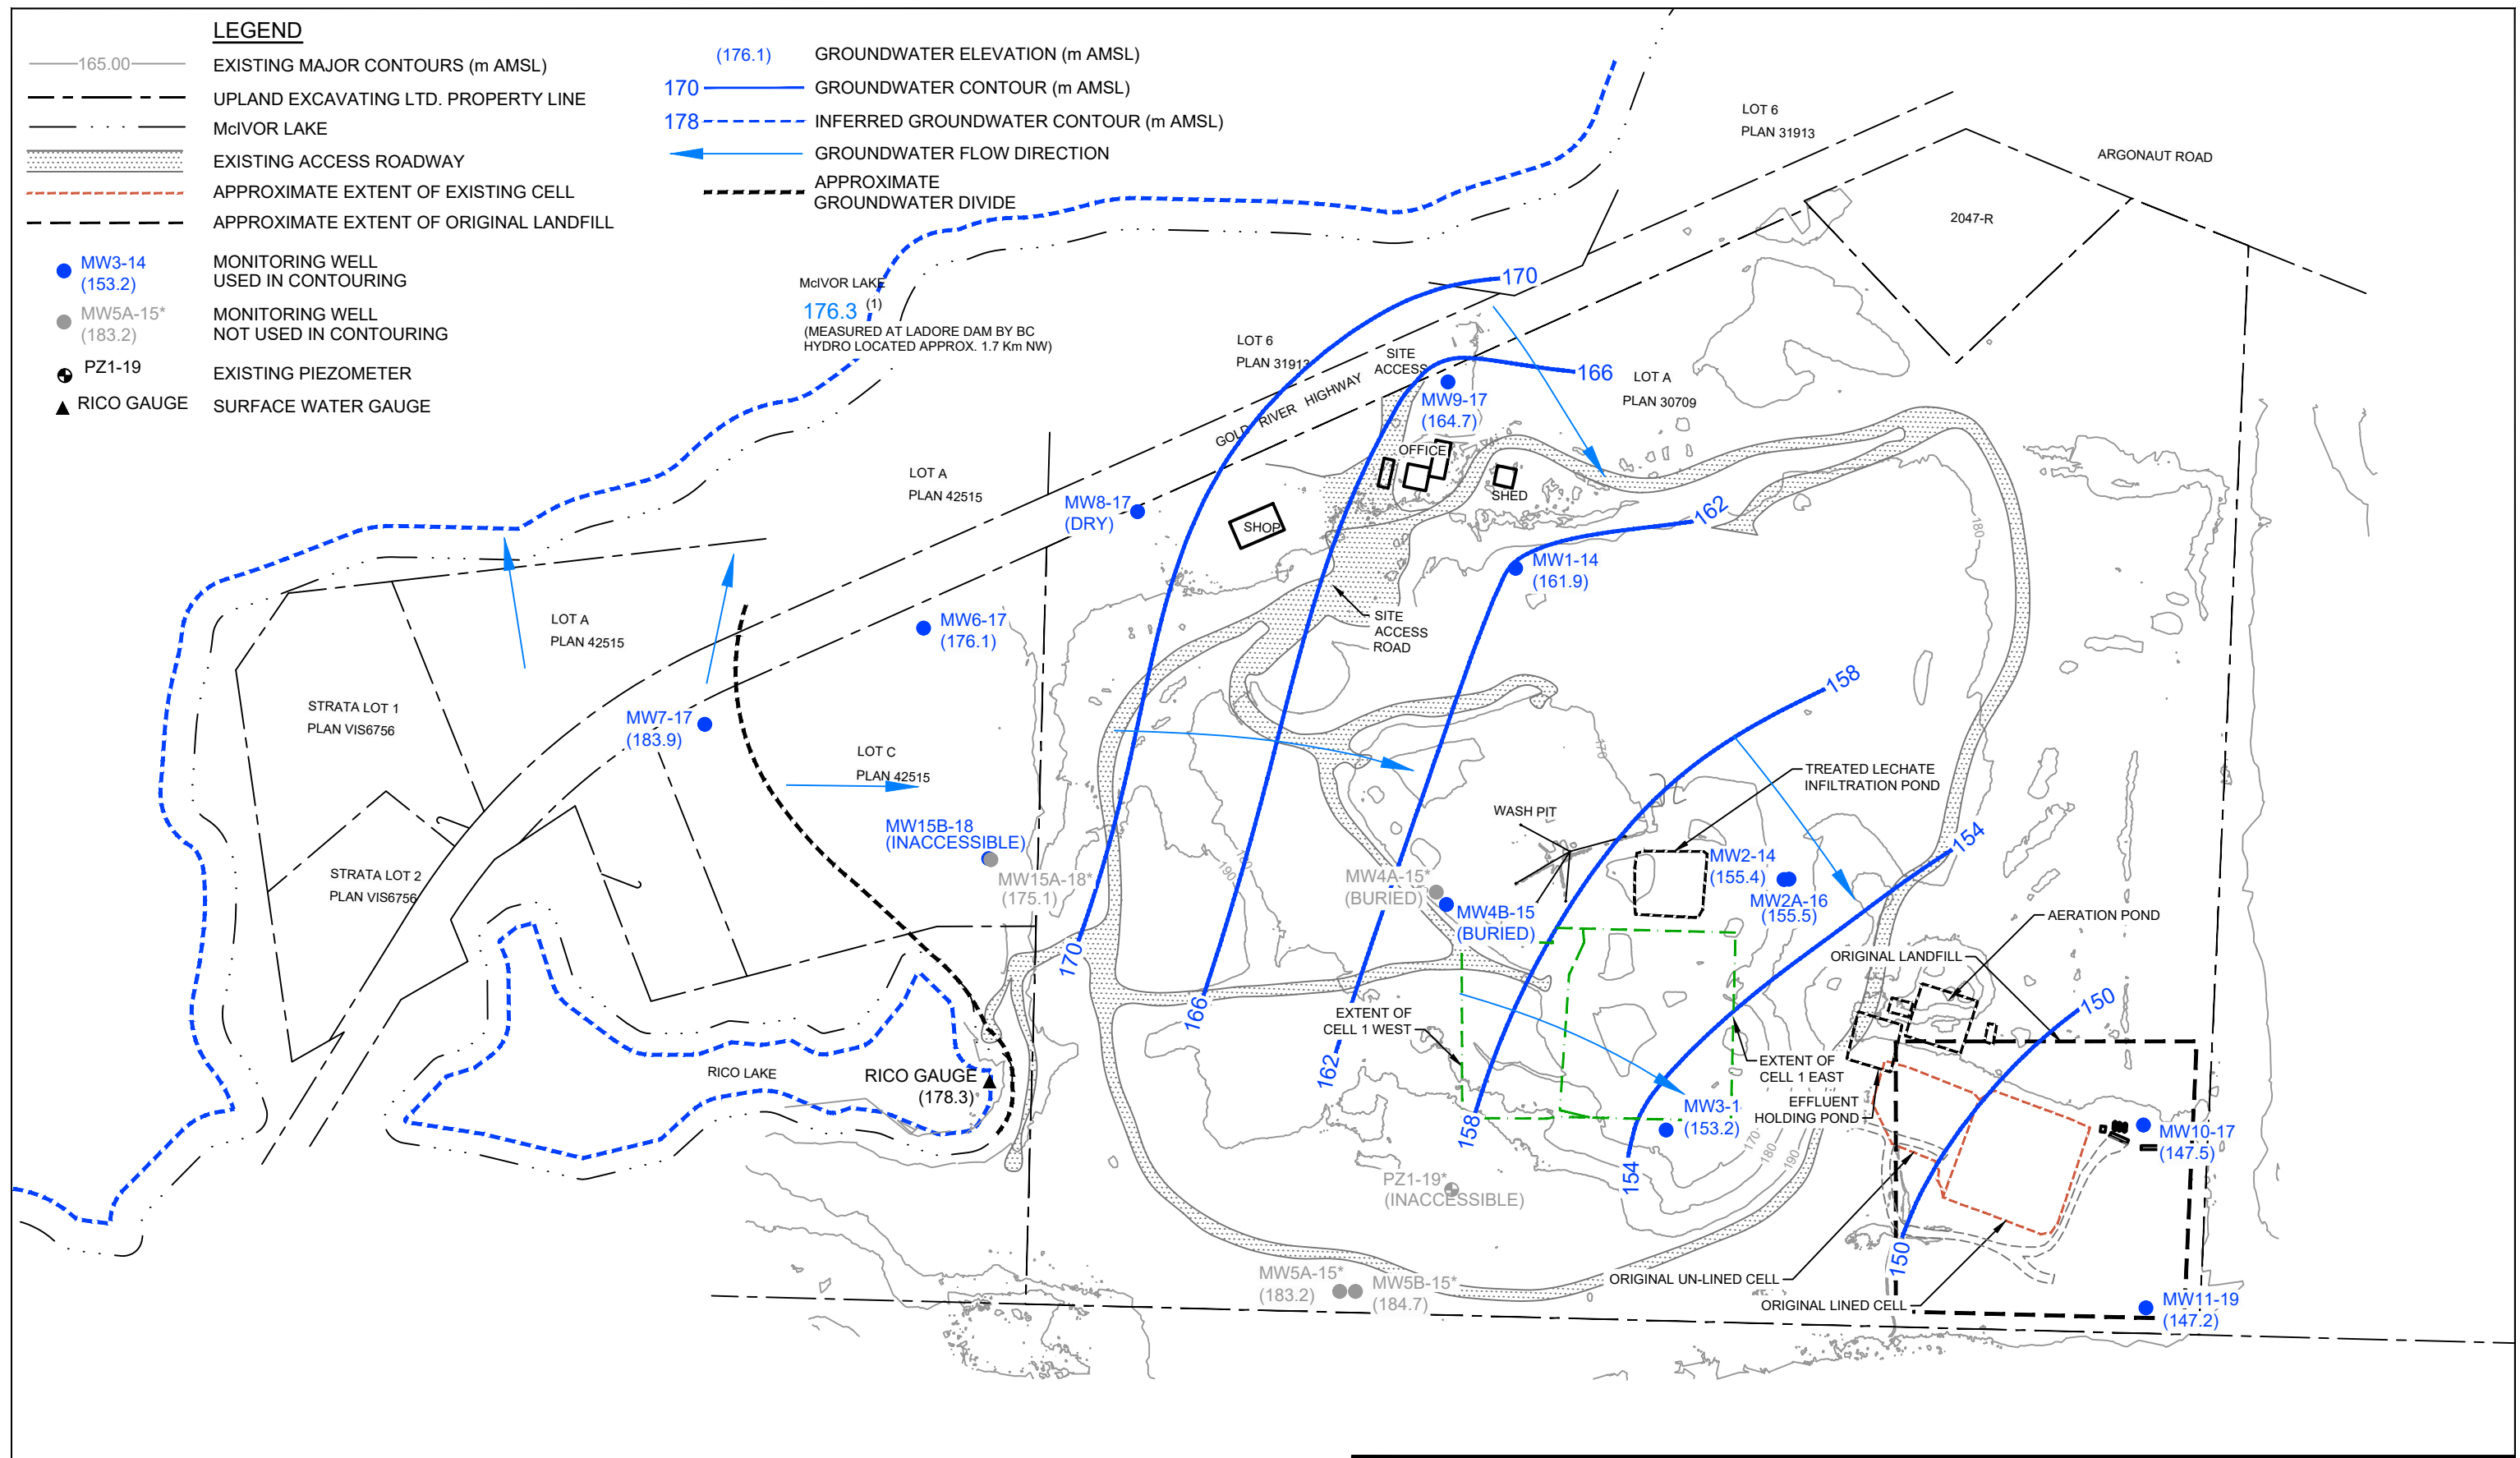 LEGEND
165.00
EXISTING MAJOR CONTOURS (m AMSL)
UPLAND EXCAVATING LTD. PROPERTY LINE
McIVOR LAKE
EXISTING ACCESS ROADWAY
APPROXIMATE EXTENT OF EXISTING CELL
APPROXIMATE EXTENT OF ORIGINAL LANDFILL
MW3-14
(153.2)
MONITORING WELL
USED IN CONTOURING
MW5A-15*
(183.2)
MONITORING WELL
NOT USED IN CONTOURING
PZ1-19
EXISTING PIEZOMETER
RICO GAUGE
SURFACE WATER GAUGE
(176.1)
GROUNDWATER ELEVATION (m AMSL)
170
GROUNDWATER CONTOUR (m AMSL)
178
INFERRED GROUNDWATER CONTOUR (m AMSL)
GROUNDWATER FLOW DIRECTION
APPROXIMATE
GROUNDWATER DIVIDE
LOT 6
PLAN 31913
ARGONAUT ROAD
2047-R
McIVOR LAKE
176.3 (1)
(MEASURED AT LADORE DAM BY BC
HYDRO LOCATED APPROX. 1.7 Km NW)
170
LOT 6
PLAN 31913
SITE
ACCESS
166
LOT A
PLAN 30709
GOLD RIVER HIGHWAY
MW9-17
(164.7)
OFFICE
SHED
SHOP
LOT A
PLAN 42515
MW8-17
(DRY)
162
180
MW1-14
(161.9)
SITE
ACCESS
ROAD
LOT A
PLAN 42515
MW6-17
(176.1)
158
STRATA LOT 1
PLAN VIS6756
MW7-17
(183.9)
LOT C
PLAN 42515
170
TREATED LECHATE
INFILTRATION POND
WASH PIT
MW15B-18
(INACCESSIBLE)
MW15A-18*
(175.1)
154
190
MW4A-15*
(BURIED)
MW4B-15
(BURIED)
MW2-14
(155.4)
MW2A-16
(155.5)
STRATA LOT 2
PLAN VIS6756
AERATION POND
ORIGINAL LANDFILL
170
166
162
150
EXTENT OF
CELL 1 WEST
EXTENT OF
CELL 1 EAST
EFFLUENT
HOLDING POND
RICO LAKE
RICO GAUGE
(178.3)
158
MW3-1
(153.2)
154
170
180
190
MW10-17
(147.5)
PZ1-19*
(INACCESSIBLE)
150
MW5A-15*
(183.2)
MW5B-15*
(184.7)
ORIGINAL UN-LINED CELL
ORIGINAL LINED CELL
MW11-19
(147.2)